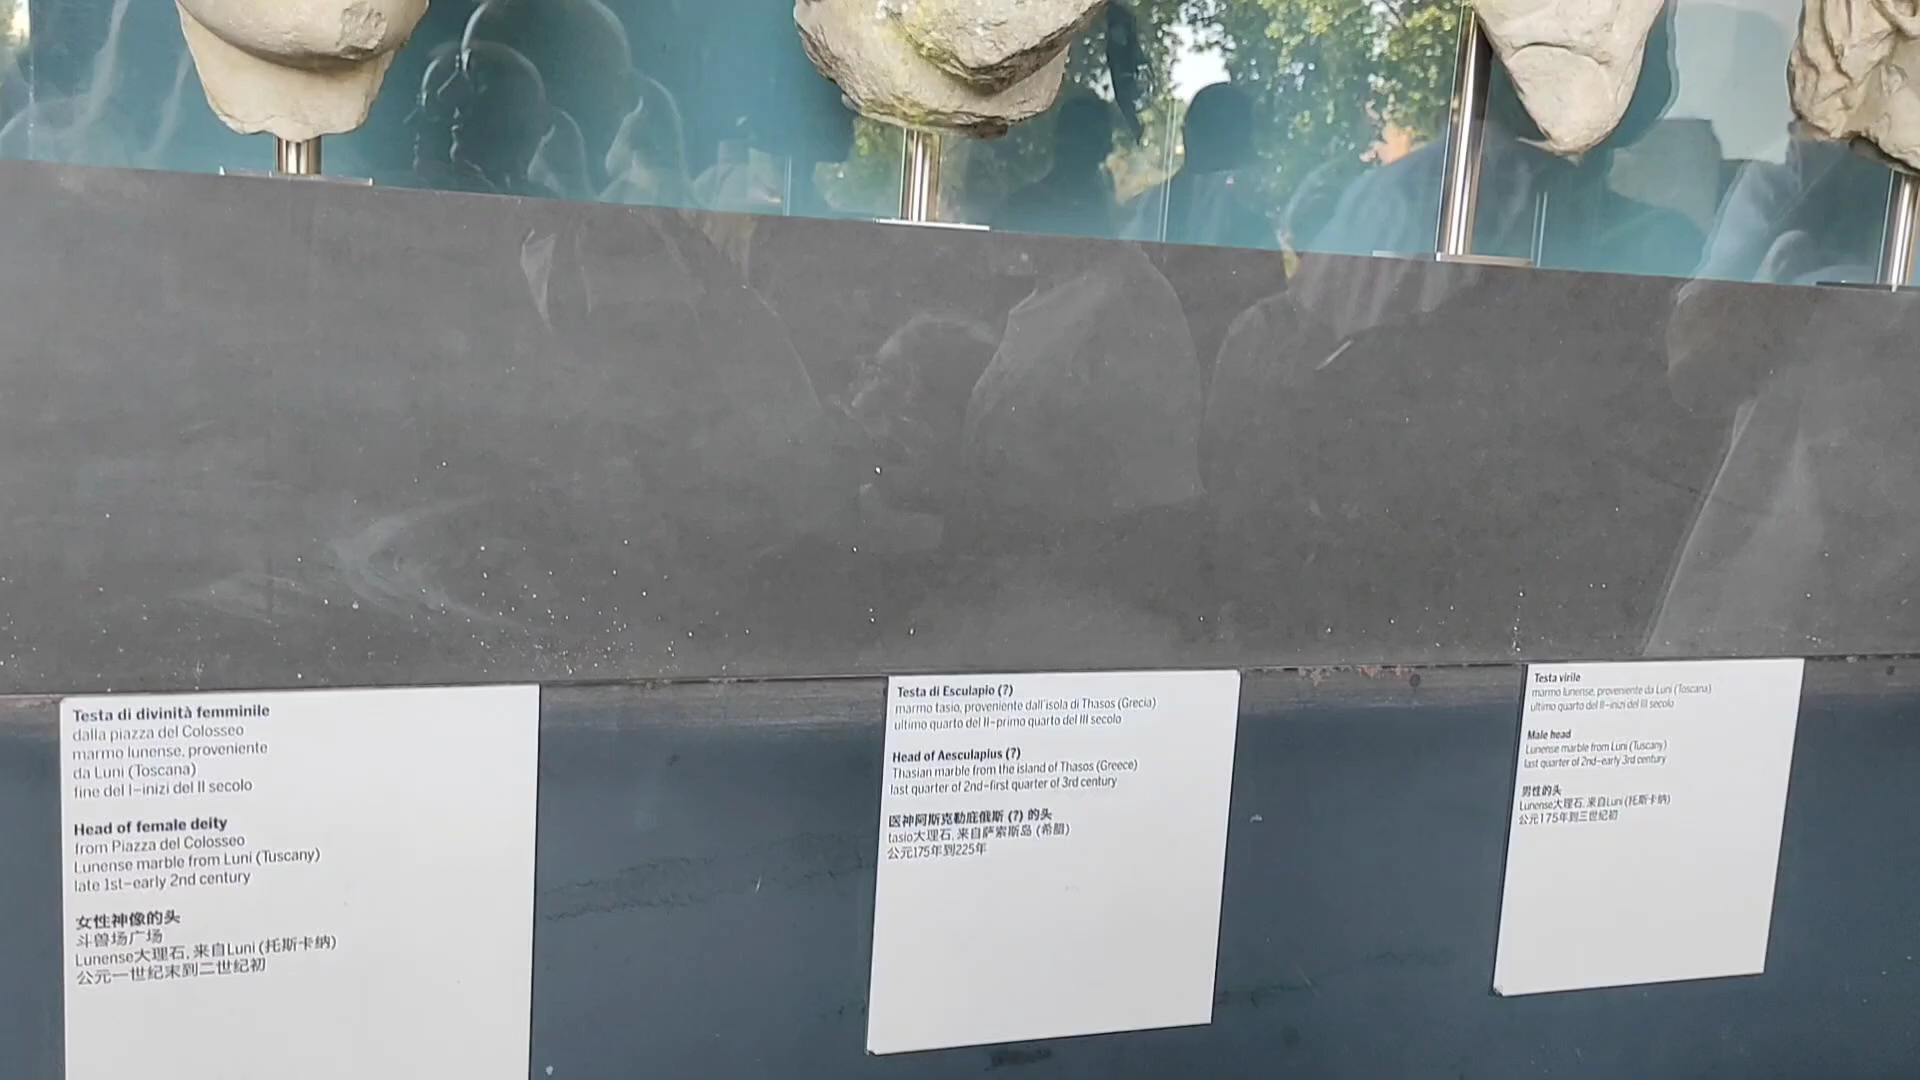 Testa di divinità femminile
dalla piazza del Colosseo
marmo lunense, proveniente
da Luni (Toscana)
fine del I-inizi del II secolo
Head of female deity
from Piazza del Colosseo
Lunense marble from Luni (Tuscany)
late 1st-early 2nd century
女性神像的头
斗兽场广场
Lunense大理石, 来自Luni (托斯卡纳)
公元一世纪末到二世纪初
Testa di Esculapio (?)
marmo tasio, proveniente dall'isola di Thasos (Grecia)
ultimo quarto del II-primo quarto del III secolo
Head of Aesculapius (?)
Thasian marble from the island of Thasos (Greece)
last quarter of 2nd-first quarter of 3rd century
医神阿斯克勒庇俄斯 (?) 的头
tasio大理石, 来自萨索斯岛 (希腊)
公元175年到225年
Testa virile
marmo lunense, proveniente da Luni (Toscana)
ultimo quarto del II-inizi del III secolo
Male head
Lunense marble from Luni (Tuscany)
last quarter of 2nd-early 3rd century
男性的头
Lunense大理石, 来自Luni (托斯卡纳)
公元175年到三世纪初